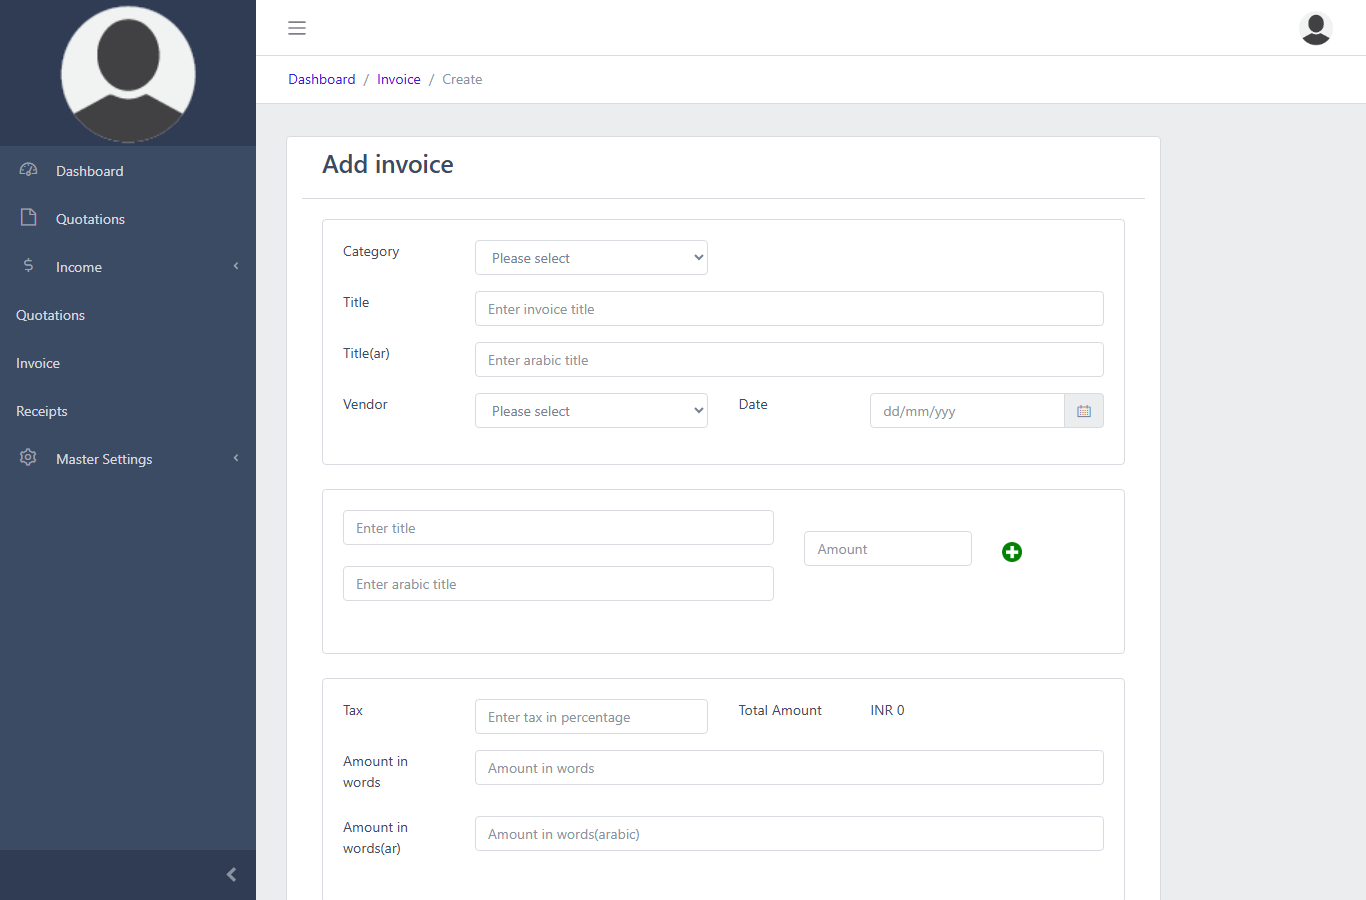 Dashboard / Invoice / Create
Dashboard
Quotations
Income
Quotations
Invoice
Receipts
Master Settings
Add invoice
Category
Please select
Title
Enter invoice title
Title(ar)
Enter arabic title
Vendor
Please select
Date
dd/mm/yyy
Enter title
Amount
Enter arabic title
Tax
Enter tax in percentage
Total Amount
INR 0
Amount in
words
Amount in words
Amount in
words(ar)
Amount in words(arabic)